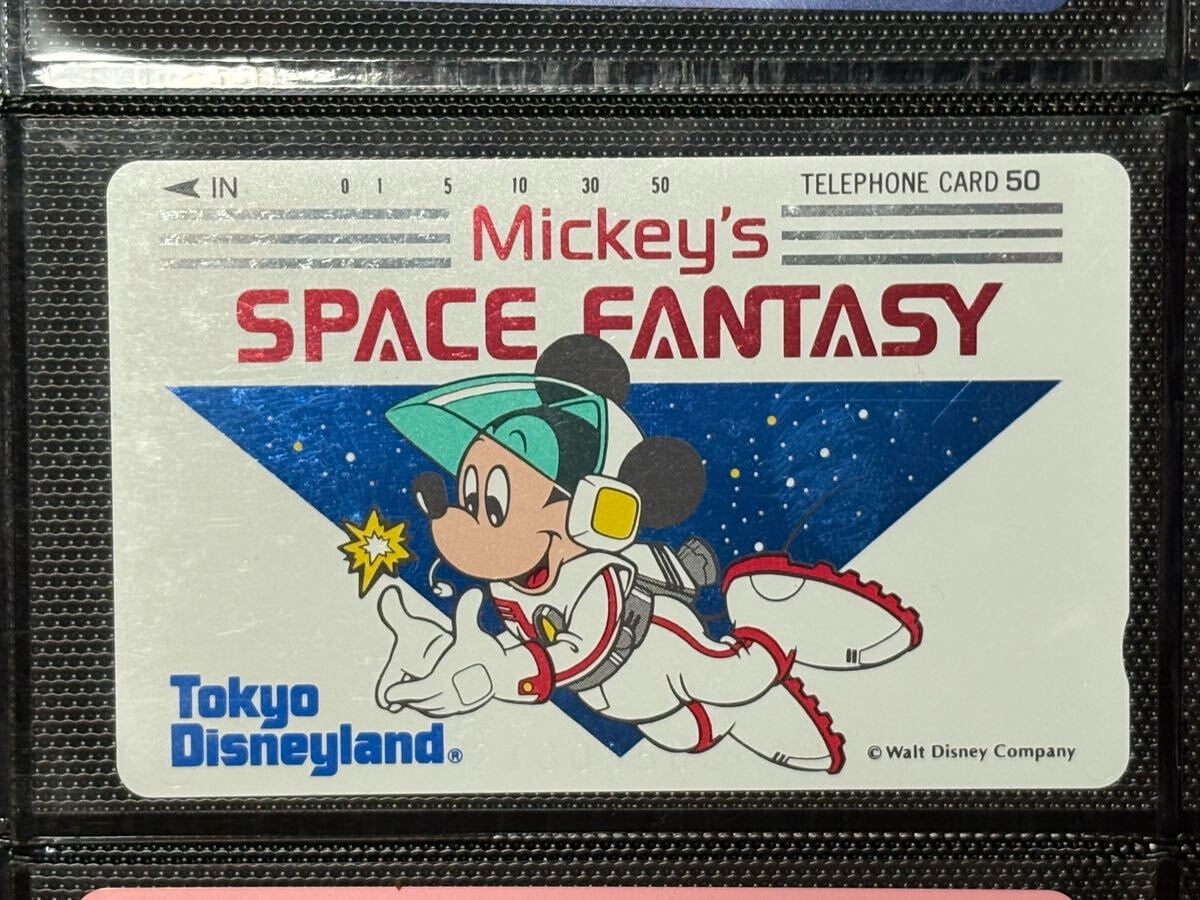 IN 0 1 5 10 30 50 TELEPHONE CARD 50
Mickey's
SPACE FANTASY
Tokyo
Disneyland®
© Walt Disney Company